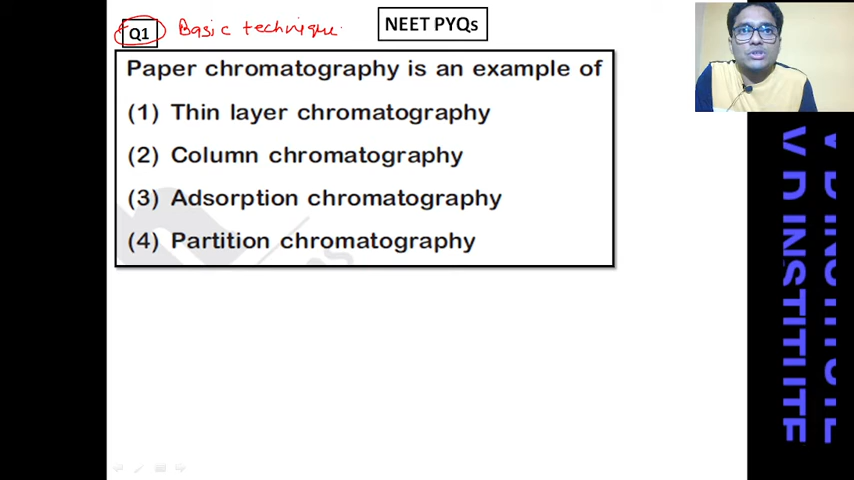 Q1 Basic technique. NEET PYQs
Paper chromatography is an example of
(1) Thin layer chromatography
(2) Column chromatography
(3) Adsorption chromatography
(4) Partition chromatography
V D INSTITUTE